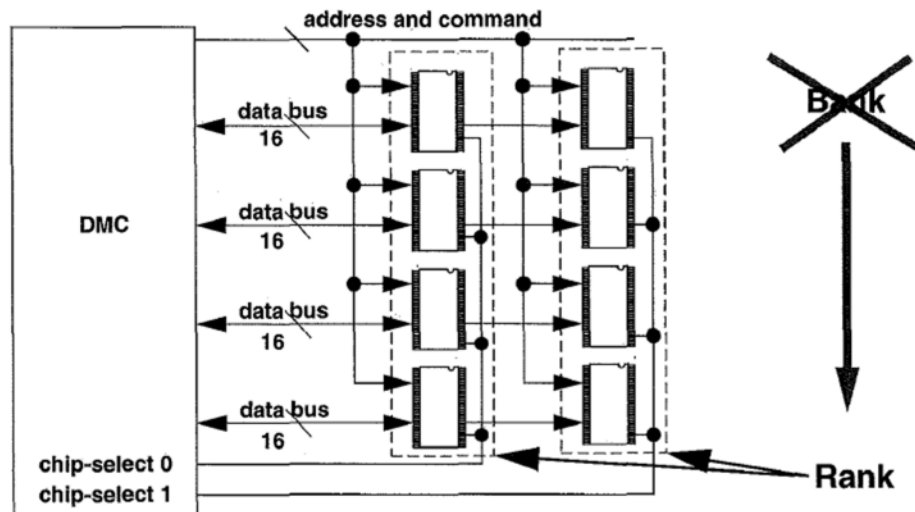 address and command
Bank
data bus
16
DMC
data bus
16
data bus
16
data bus
16
chip-select 0
chip-select 1
Rank